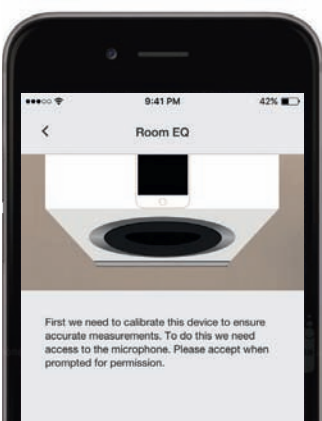 9:41 PM
42%
Room EQ
First we need to calibrate this device to ensure
accurate measurements. To do this we need
access to the microphone. Please accept when
prompted for permission.